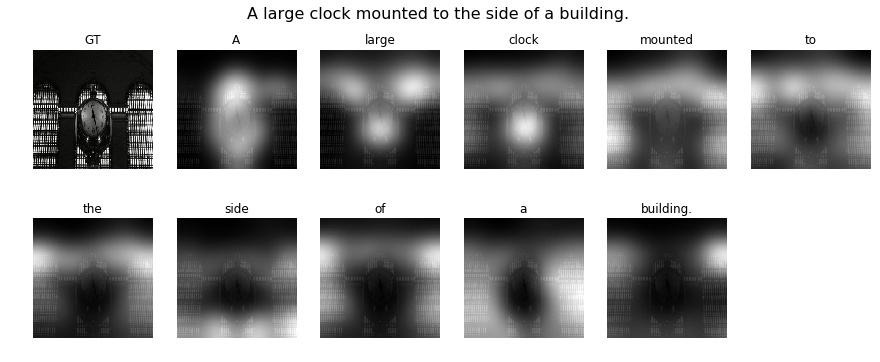 A large clock mounted to the side of a building.
GT A large clock mounted to
the side of a building.